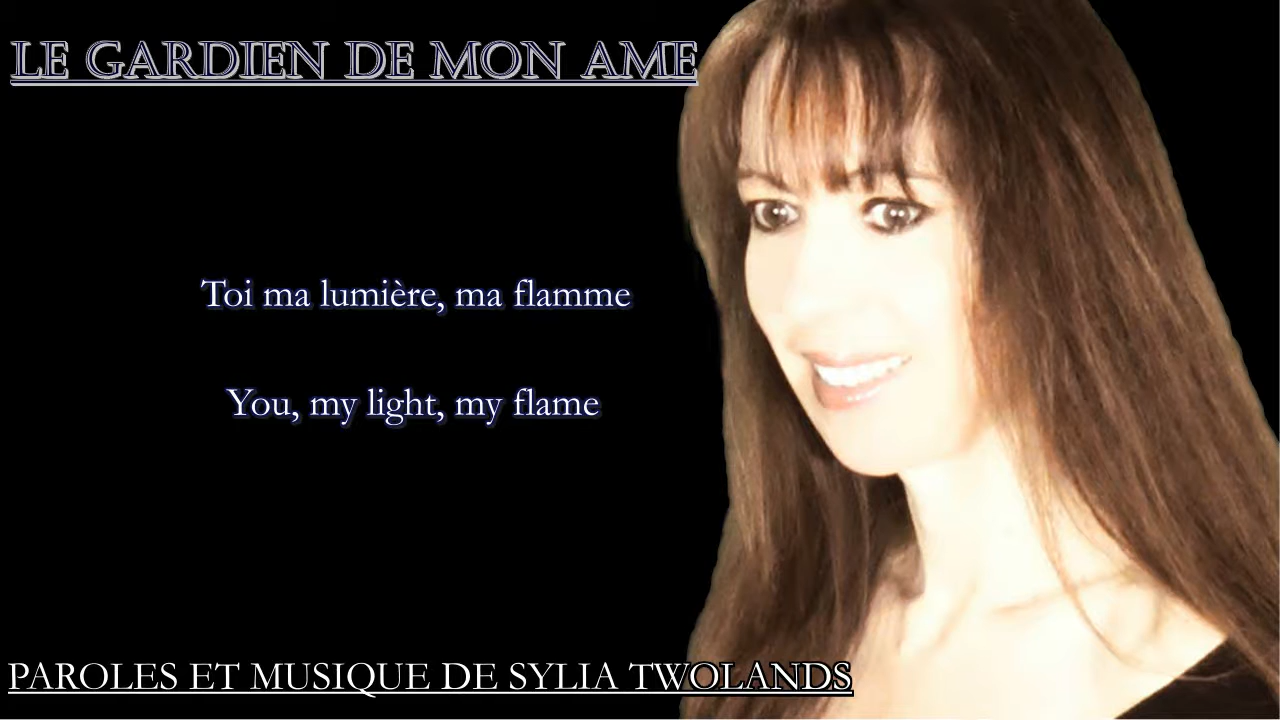 LE GARDIEN DE MON AME
Toi ma lumière, ma flamme
You, my light, my flame
PAROLES ET MUSIQUE DE SYLIA TWOLANDS